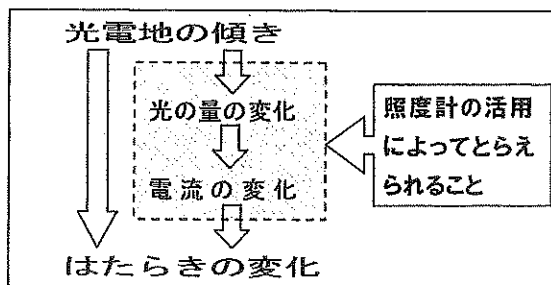 光電地の傾き
光の量の変化
電流の変化
はたらきの変化
照度計の活用
によってとらえ
られること